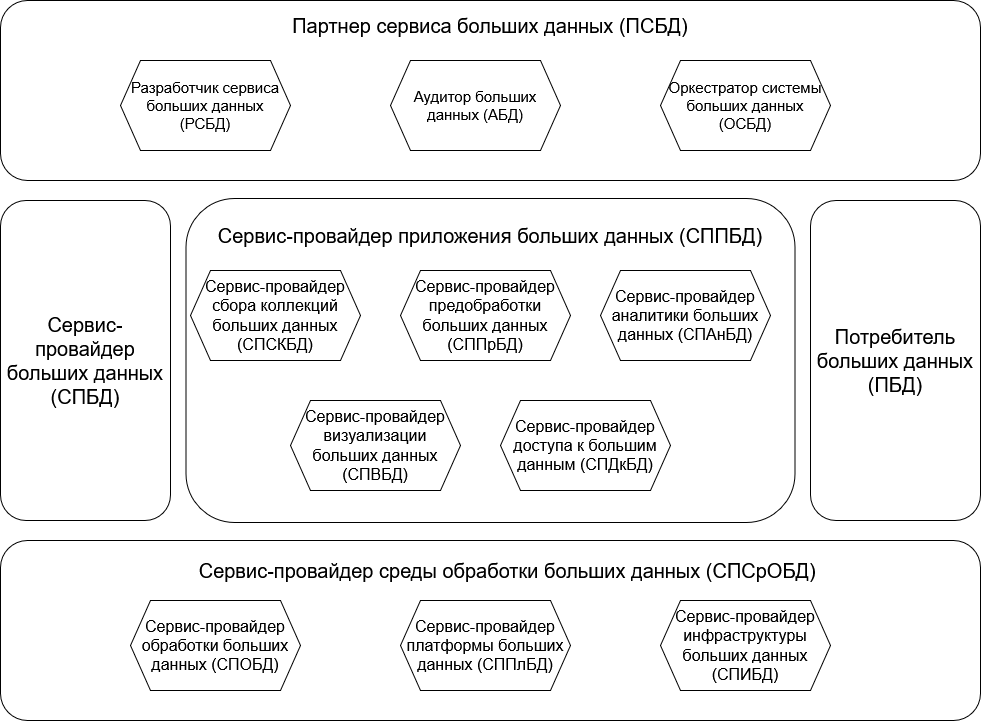 Партнер сервиса больших данных (ПСБД)
Разработчик сервиса
больших данных
(РСБД)
Аудитор больших
данных (АБД)
Оркестратор системы
больших данных
(ОСБД)
Сервис-
провайдер
больших данных
(СПБД)
Сервис-провайдер приложения больших данных (СППБД)
Сервис-провайдер
сбора коллекций
больших данных
(СПСКБД)
Сервис-провайдер
предобработки
больших данных
(СППрБД)
Сервис-провайдер
аналитики больших
данных (СПАнБД)
Сервис-провайдер
визуализации
больших данных
(СПВБД)
Сервис-провайдер
доступа к большим
данным (СПДкБД)
Потребитель
больших данных
(ПБД)
Сервис-провайдер среды обработки больших данных (СПСрОБД)
Сервис-провайдер
обработки больших
данных (СПОБД)
Сервис-провайдер
платформы больших
данных (СППлБД)
Сервис-провайдер
инфраструктуры
больших данных
(СПИБД)